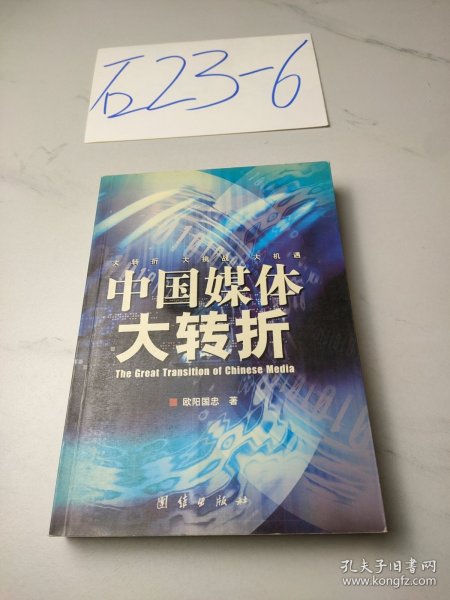 石23-6
大转折 大挑战 大机遇
中国媒体
大转折
The Great Transition of Chinese Media
欧阳国忠 著
团结出版社
孔夫子旧书网
www.kongfz.com